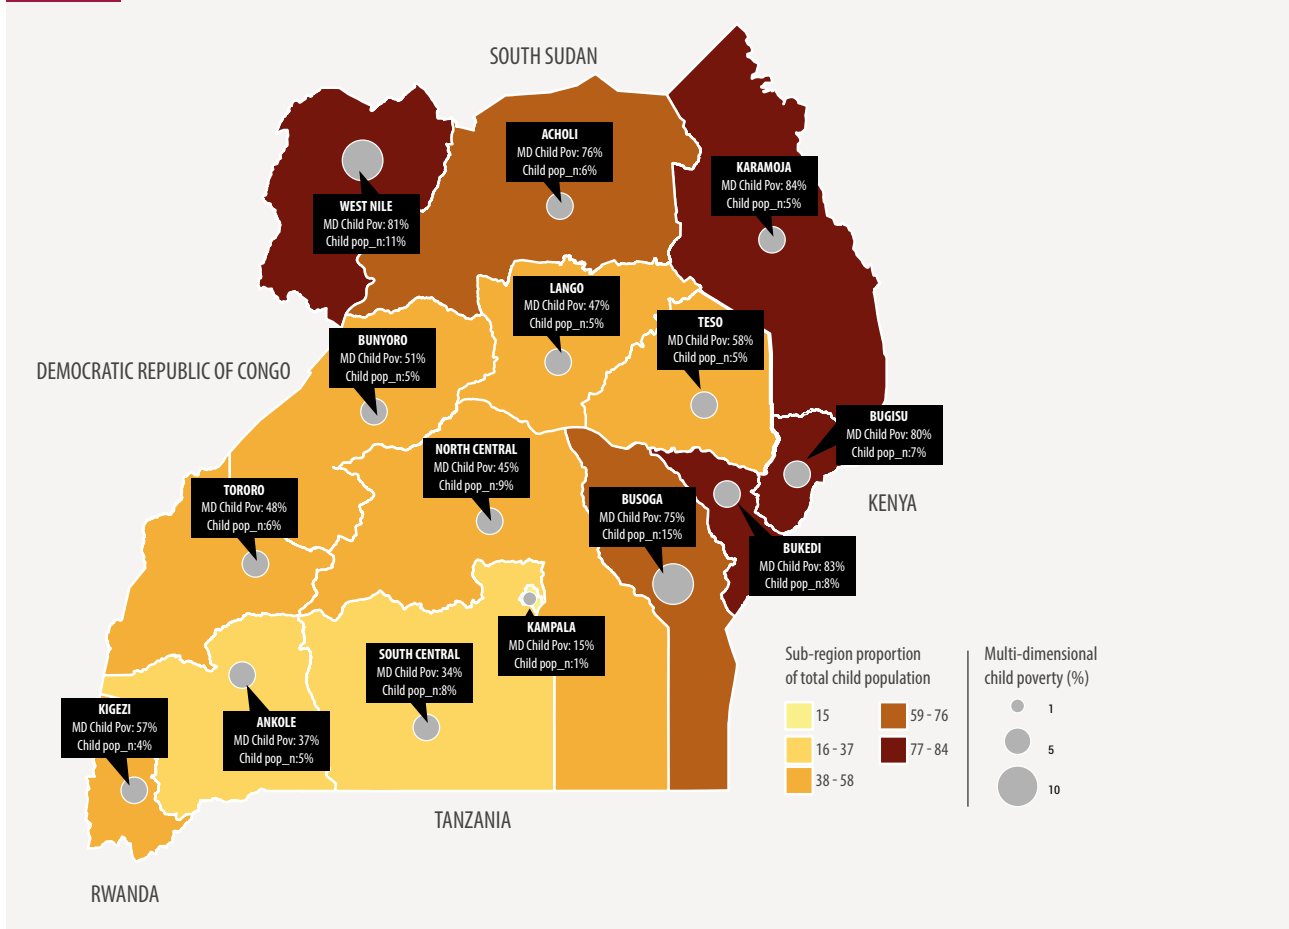 SOUTH SUDAN
ACHOLI
MD Child Pov: 76%
Child pop_n:6%
KARAMOJA
MD Child Pov: 84%
Child pop_n:5%
WEST NILE
MD Child Pov: 81%
Child pop_n:11%
LANGO
MD Child Pov: 47%
Child pop_n:5%
TESO
MD Child Pov: 58%
Child pop_n:5%
BUNYORO
MD Child Pov: 51%
Child pop_n:5%
DEMOCRATIC REPUBLIC OF CONGO
BUGISU
MD Child Pov: 80%
Child pop_n:7%
NORTH CENTRAL
MD Child Pov: 45%
Child pop_n:9%
TORORO
MD Child Pov: 48%
Child pop_n:6%
BUSOGA
MD Child Pov: 75%
Child pop_n:15%
KENYA
BUKEDI
MD Child Pov: 83%
Child pop_n:8%
KAMPALA
MD Child Pov: 15%
Child pop_n:1%
SOUTH CENTRAL
MD Child Pov: 34%
Child pop_n:8%
KIGEZI
MD Child Pov: 57%
Child pop_n:4%
ANKOLE
MD Child Pov: 37%
Child pop_n:5%
Sub-region proportion
of total child population
15
16 - 37
38 - 58
59 - 76
77 - 84
Multi-dimensional
child poverty (%)
1
5
10
TANZANIA
RWANDA